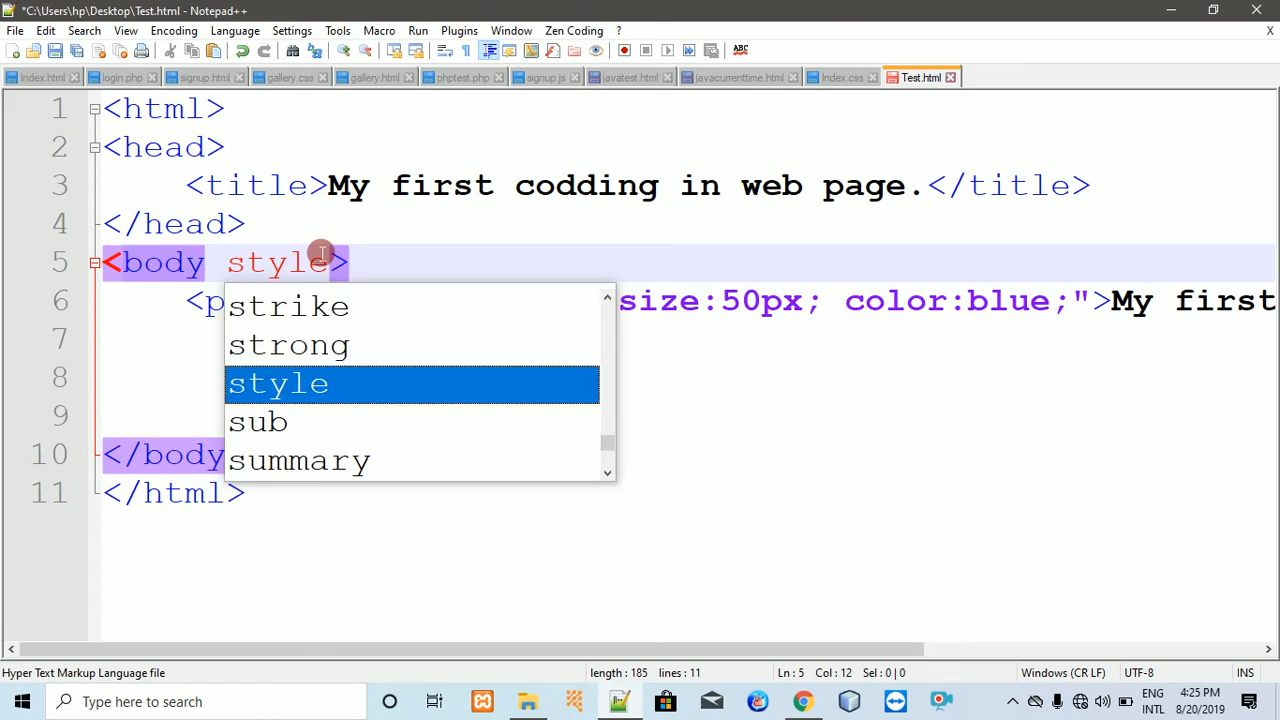 *C:\Users\hp\Desktop\Test.html - Notepad++
File Edit Search View Encoding Language Settings Tools Macro Run Plugins Window Zen Coding ? X
Index.html login.php signup.html gallery.css gallery.html phptest.php signup.js javatest.html javacurrenttime.html Index.css Test.html
1 <html>
2 <head>
3 <title>My first codding in web page.</title>
4 </head>
5 <body style>
6 <p size:50px; color:blue;">My first
7
8
9
10 </body
11 </html>
strike
strong
style
sub
summary
Hyper Text Markup Language file length : 185 lines : 11 Ln : 5 Col : 12 Sel : 0 | 0 Windows (CR LF) UTF-8 INS
Type here to search
ENG 4:25 PM
INTL 8/20/2019